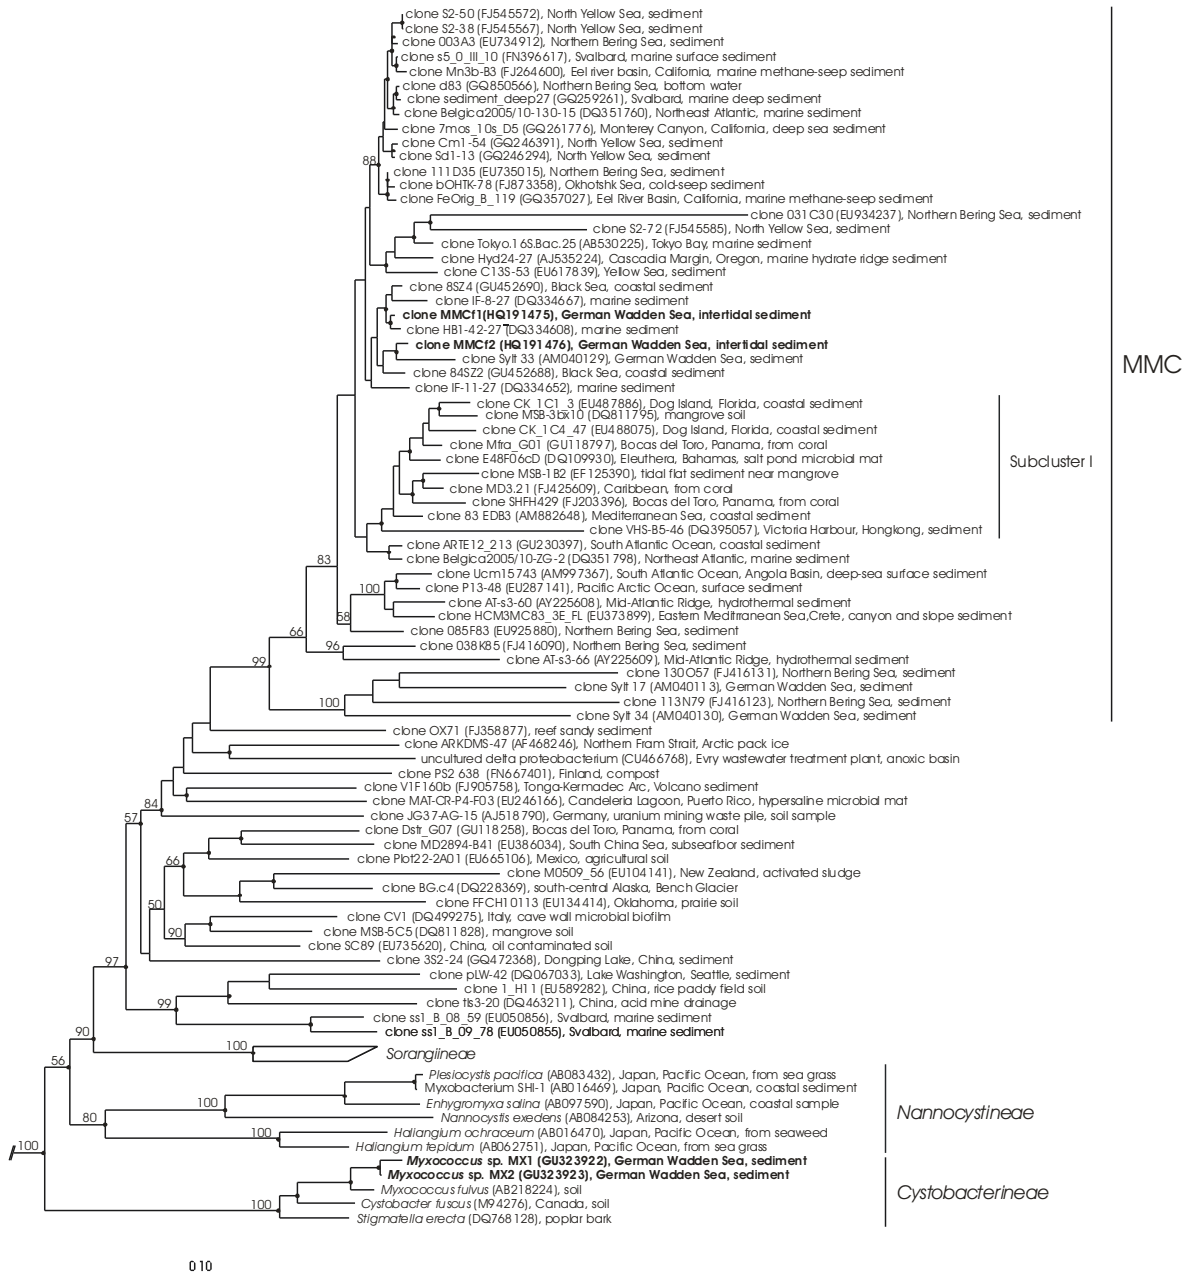 clone S2-50 (FJ545572), North Yellow Sea, sediment
clone S2-38 (FJ545567), North Yellow Sea, sediment
clone 003A3 (EU734912), Northern Bering Sea, sediment
clone s5_0_III_10 (FN396617), Svalbard, marine surface sediment
clone Mn3b-B3 (FJ264600), Eel river basin, California, marine methane-seep sediment
clone d83 (GQ850566), Northern Bering Sea, bottom water
clone sediment_deep27 (GQ259261), Svalbard, marine deep sediment
clone Belgica2005/10-130-15 (DQ351760), Northeast Atlantic, marine sediment
clone 7mos_10s_D5 (GQ261776), Monterey Canyon, California, deep sea sediment
clone Cm1-54 (GQ246391), North Yellow Sea, sediment
clone Sd1-13 (GQ246294), North Yellow Sea, sediment
88
clone 111D35 (EU735015), Northern Bering Sea, sediment
clone bOHTK-78 (FJ873358), Okhotshk Sea, cold-seep sediment
clone FeOrig_B_119 (GQ357027), Eel River Basin, California, marine methane-seep sediment
clone 031C30 (EU934237), Northern Bering Sea, sediment
clone S2-72 (FJ545585), North Yellow Sea, sediment
clone Tokyo.16S.Bac.25 (AB530225), Tokyo Bay, marine sediment
clone Hyd24-27 (AJ535224), Cascadia Margin, Oregon, marine hydrate ridge sediment
clone C13S-53 (EU617839), Yellow Sea, sediment
clone 8SZ4 (GU452690), Black Sea, coastal sediment
clone IF-8-27 (DQ334667), marine sediment
clone MMCf1(HQ191475), German Wadden Sea, intertidal sediment
clone HB1-42-27 (DQ334608), marine sediment
clone MMCf2 (HQ191476), German Wadden Sea, intertidal sediment
clone Sylt 33 (AM040129), German Wadden Sea, sediment
MMC
clone 84SZ2 (GU452688), Black Sea, coastal sediment
clone IF-11-27 (DQ334652), marine sediment
clone CK_1C1_3 (EU487886), Dog Island, Florida, coastal sediment
clone MSB-3bx10 (DQ811795), mangrove soil
clone CK_1C4_47 (EU488075), Dog Island, Florida, coastal sediment
clone Mfra_G01 (GU118797), Bocas del Toro, Panama, from coral
clone E48F06cD (DQ109930), Eleuthera, Bahamas, salt pond microbial mat
Subcluster I
clone MSB-1B2 (EF125390), tidal flat sediment near mangrove
clone MD3.21 (FJ425609), Caribbean, from coral
clone SHFH429 (FJ203396), Bocas del Toro, Panama, from coral
clone 83 EDB3 (AM882648), Mediterranean Sea, coastal sediment
clone VHS-B5-46 (DQ395057), Victoria Harbour, Hongkong, sediment
clone ARTE12_213 (GU230397), South Atlantic Ocean, coastal sediment
clone Belgica2005/10-ZG-2 (DQ351798), Northeast Atlantic, marine sediment
83
clone Ucm15743 (AM997367), South Atlantic Ocean, Angola Basin, deep-sea surface sediment
100
clone P13-48 (EU287141), Pacific Arctic Ocean, surface sediment
clone AT-s3-60 (AY225608), Mid-Atlantic Ridge, hydrothermal sediment
58
clone HCM3MC83_3E_FL (EU373899), Eastern Meditrranean Sea,Crete, canyon and slope sediment
66
clone 085F83 (EU925880), Northern Bering Sea, sediment
96
clone 038K85 (FJ416090), Northern Bering Sea, sediment
99
clone AT-s3-66 (AY225609), Mid-Atlantic Ridge, hydrothermal sediment
clone 130O57 (FJ416131), Northern Bering Sea, sediment
clone Sylt 17 (AM040113), German Wadden Sea, sediment
100
clone 113N79 (FJ416123), Northern Bering Sea, sediment
clone Sylt 34 (AM040130), German Wadden Sea, sediment
clone OX71 (FJ358877), reef sandy sediment
clone ARKDMS-47 (AF468246), Northern Fram Strait, Arctic pack ice
uncultured delta proteobacterium (CU466768), Evry wastewater treatment plant, anoxic basin
clone PS2 638 (FN667401), Finland, compost
clone V1F160b (FJ905758), Tonga-Kermadec Arc, Volcano sediment
84
clone MAT-CR-P4-F03 (EU246166), Candeleria Lagoon, Puerto Rico, hypersaline microbial mat
57
clone JG37-AG-15 (AJ518790), Germany, uranium mining waste pile, soil sample
clone Dstr_G07 (GU118258), Bocas del Toro, Panama, from coral
clone MD2894-B41 (EU386034), South China Sea, subseafloor sediment
66
clone Plot22-2A01 (EU665106), Mexico, agricultural soil
clone M0509_56 (EU104141), New Zealand, activated sludge
clone BG.c4 (DQ228369), south-central Alaska, Bench Glacier
50
clone FFCH10113 (EU134414), Oklahoma, prairie soil
clone CV1 (DQ499275), Italy, cave wall microbial biofilm
90
clone MSB-5C5 (DQ811828), mangrove soil
clone SC89 (EU735620), China, oil contaminated soil
97
clone 3S2-24 (GQ472368), Dongping Lake, China, sediment
clone pLW-42 (DQ067033), Lake Washington, Seattle, sediment
clone 1_H11 (EU589282), China, rice paddy field soil
99
clone tls3-20 (DQ463211), China, acid mine drainage
clone ss1_B_08_59 (EU050856), Svalbard, marine sediment
90
clone ss1_B_09_78 (EU050855), Svalbard, marine sediment
100
Sorangiineae
56
Plesiocystis pacifica (AB083432), Japan, Pacific Ocean, from sea grass
Myxobacterium SHI-1 (AB016469), Japan, Pacific Ocean, coastal sediment
100
Enhygromyxa salina (AB097590), Japan, Pacific Ocean, coastal sample
Nannocystineae
80
Nannocystis exedens (AB084253), Arizona, desert soil
100
Haliangium ochraceum (AB016470), Japan, Pacific Ocean, from seaweed
100
Haliangium tepidum (AB062751), Japan, Pacific Ocean, from sea grass
Myxococcus sp. MX1 (GU323922), German Wadden Sea, sediment
Myxococcus sp. MX2 (GU323923), German Wadden Sea, sediment
Myxococcus fulvus (AB218224), soil
Cystobacterineae
100
Cystobacter fuscus (M94276), Canada, soil
Stigmatella erecta (DQ768128), poplar bark
0 10